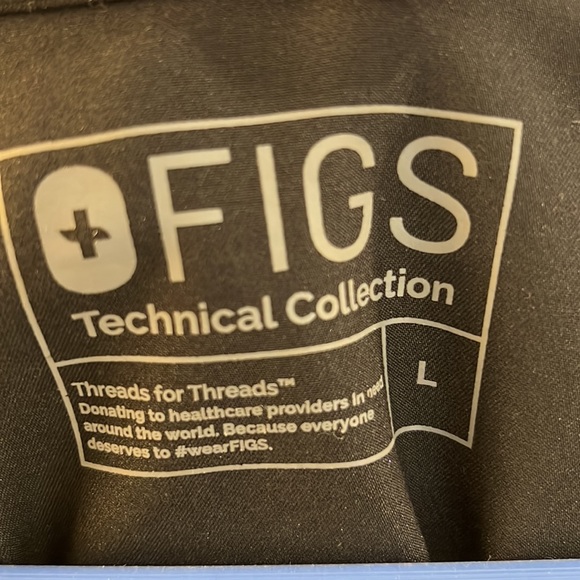 FIGS
Technical Collection
Threads for Threads™
Donating to healthcare providers in need
around the world. Because everyone
deserves to #wearFIGS.
L